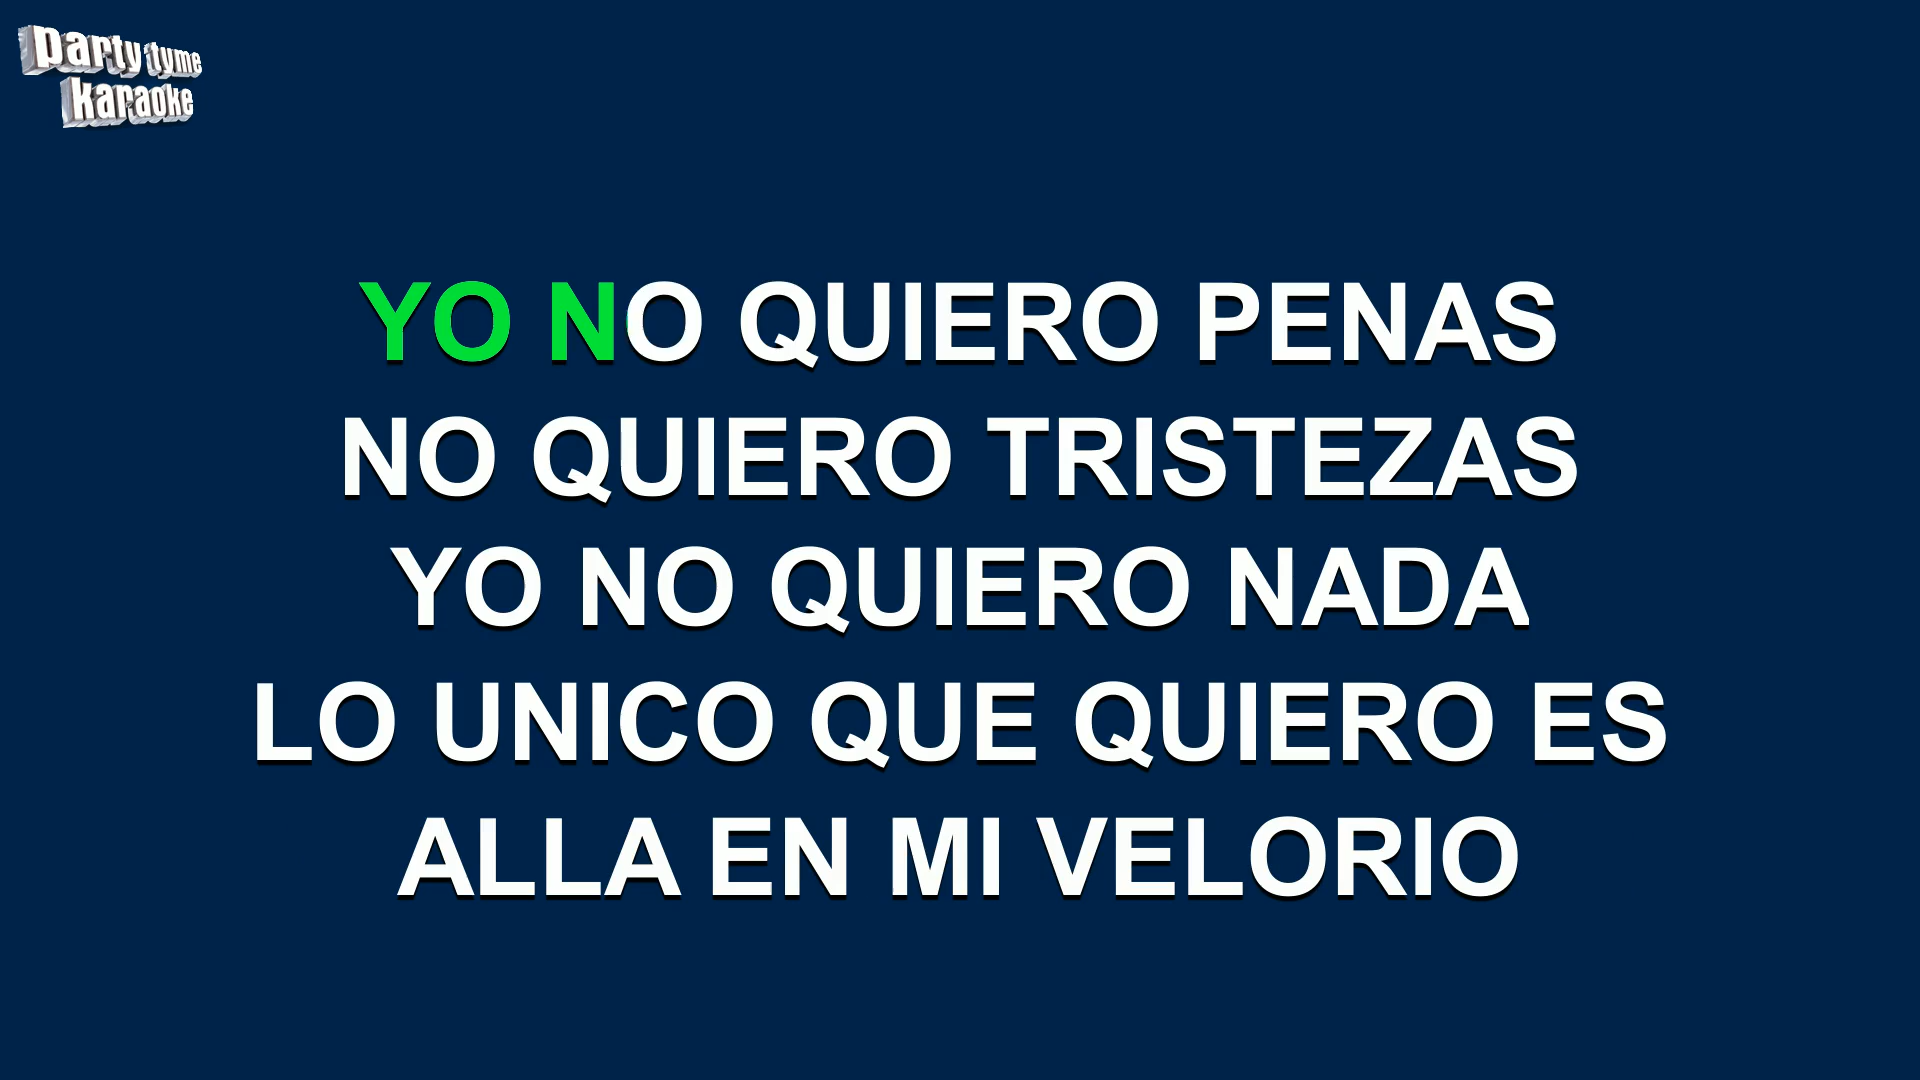 party tyme
karaoke
YO NO QUIERO PENAS
NO QUIERO TRISTEZAS
YO NO QUIERO NADA
LO UNICO QUE QUIERO ES
ALLA EN MI VELORIO